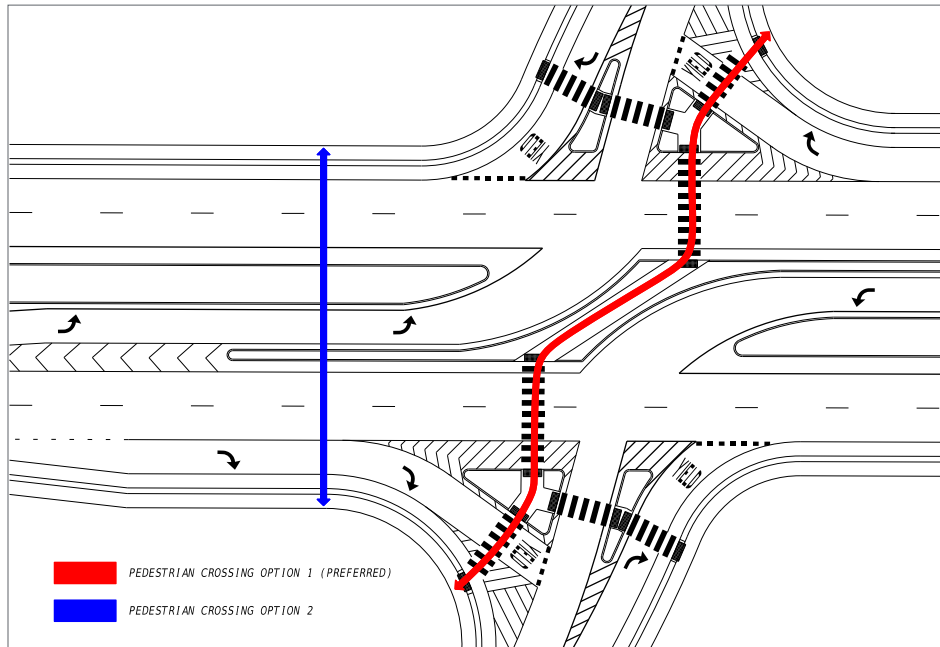 YIELD
YIELD
YIELD
YIELD
PEDESTRIAN CROSSING OPTION 1 (PREFERRED)
PEDESTRIAN CROSSING OPTION 2